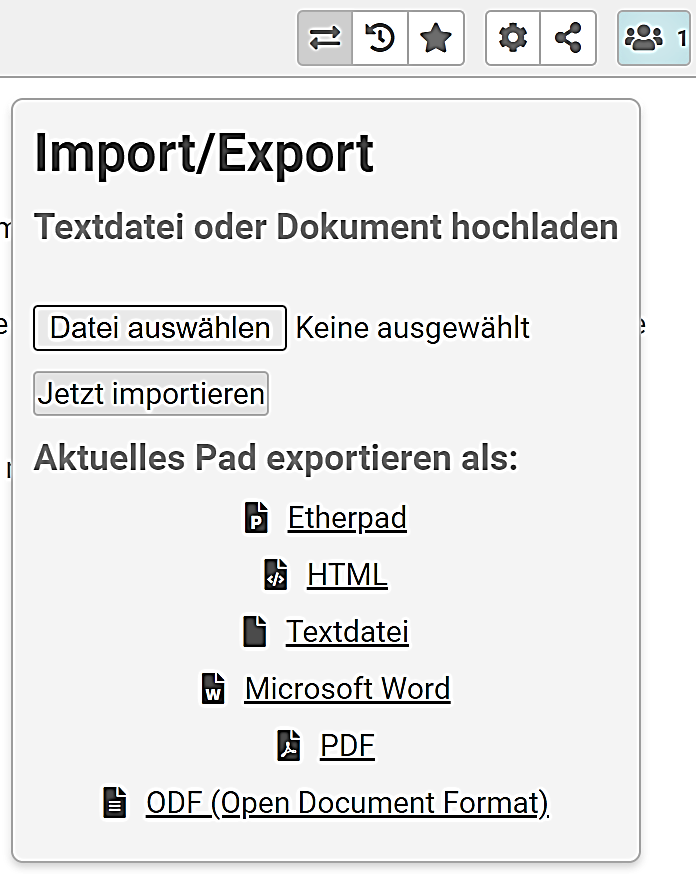 1
Import/Export
Textdatei oder Dokument hochladen
Datei auswählen Keine ausgewählt
Jetzt importieren
Aktuelles Pad exportieren als:
Etherpad
HTML
Textdatei
Microsoft Word
PDF
ODF (Open Document Format)